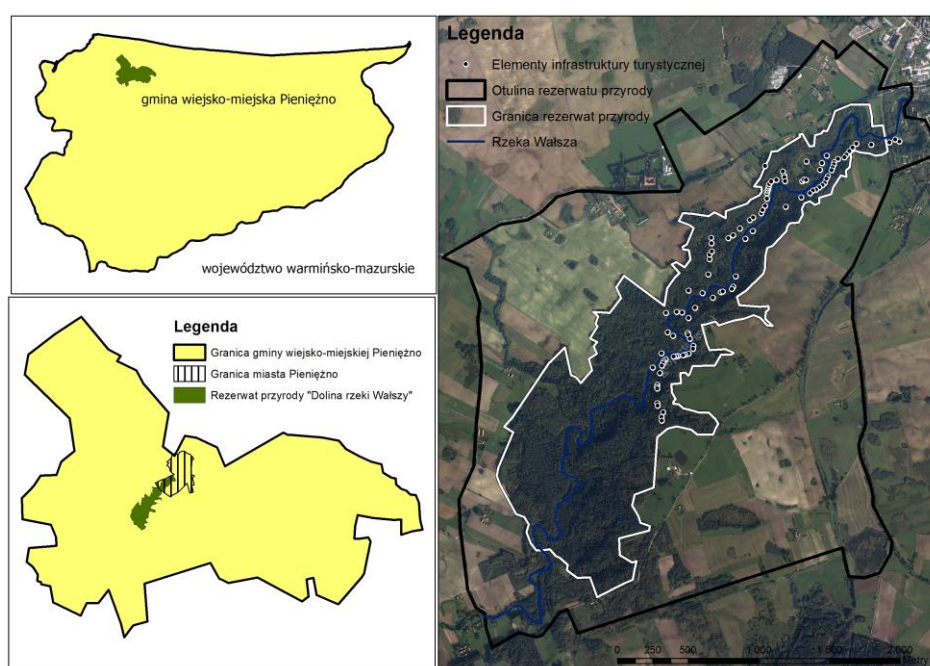 gmina wiejsko-miejska Pieniężno
województwo warmińsko-mazurskie
Legenda
Granica gminy wiejsko-miejskiej Pieniężno
Granica miasta Pieniężno
Rezerwat przyrody "Dolina rzeki Wałszy"
Legenda
Elementy infrastruktury turystycznej
Otulina rezerwatu przyrody
Granica rezerwat przyrody
Rzeka Wałsza
0 250 500 1 000 1 500 2 000
Metry